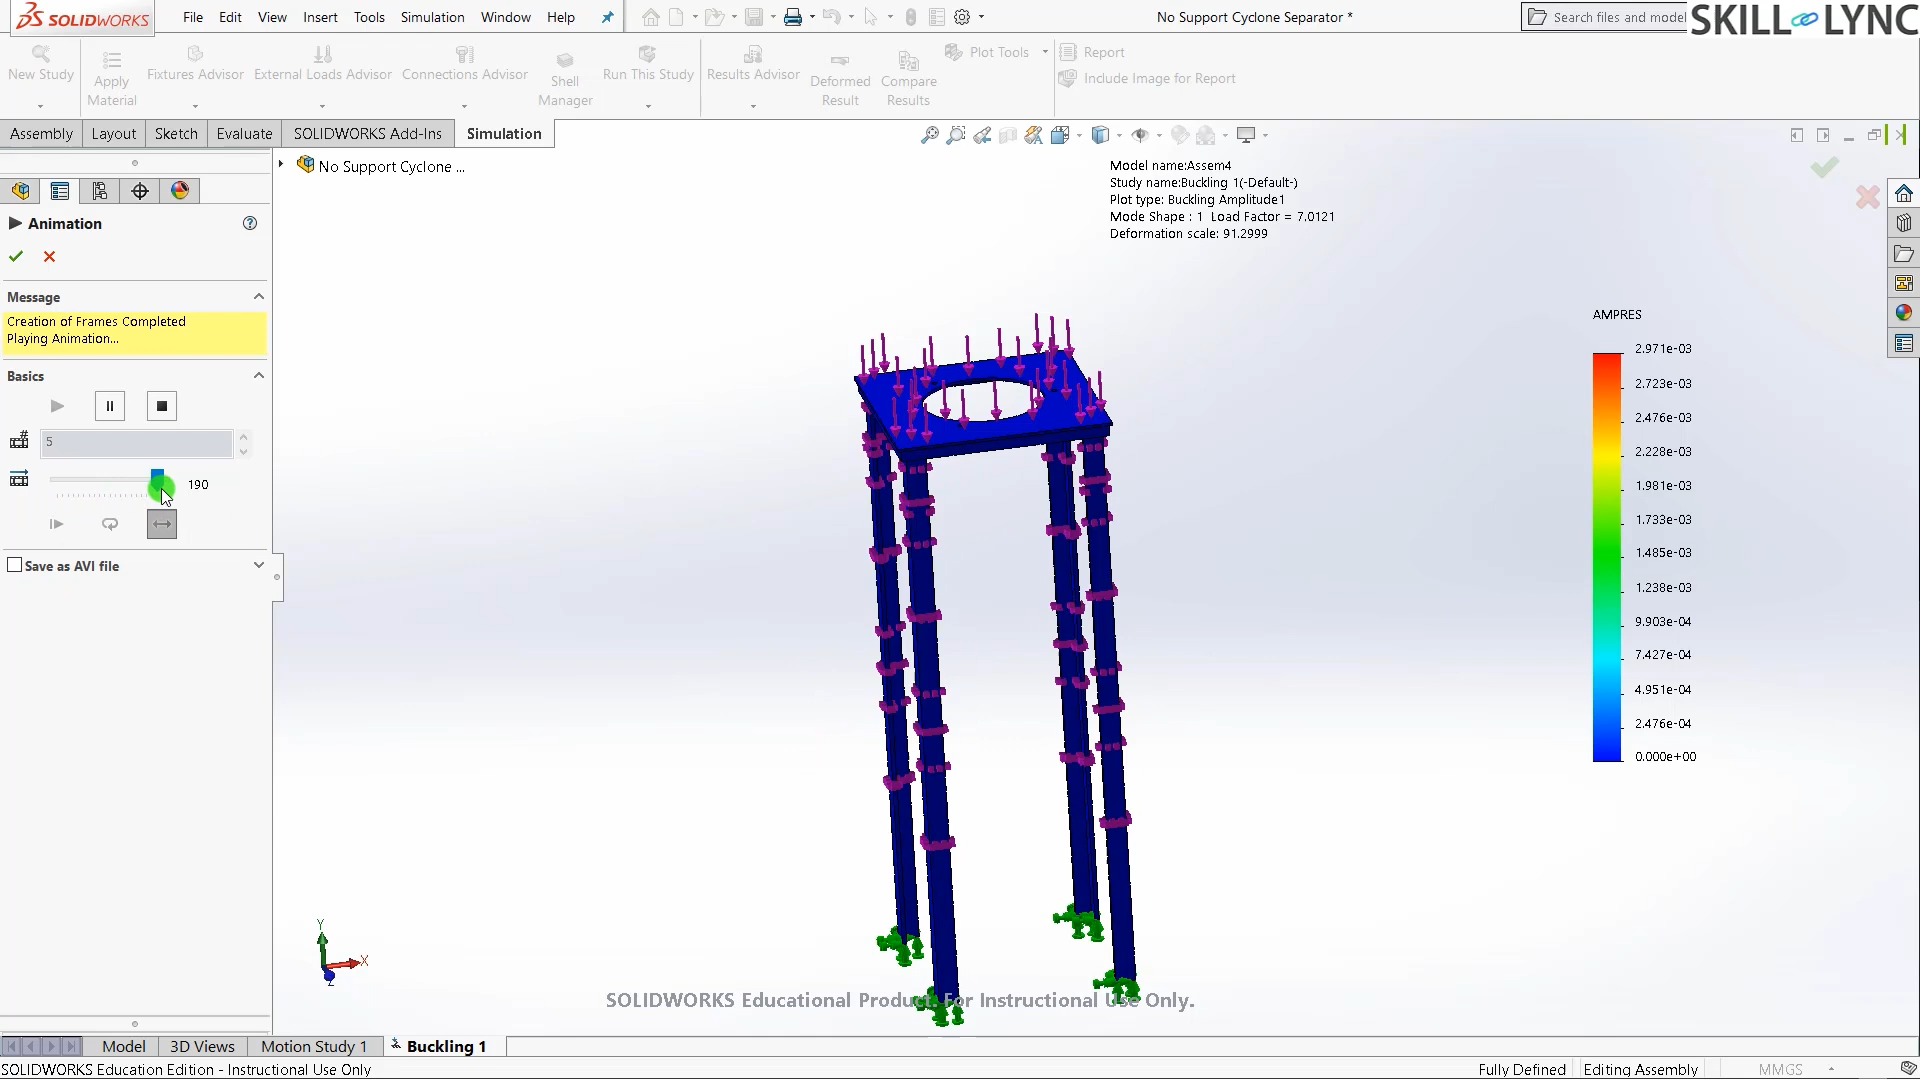 SOLIDWORKS
File Edit View Insert Tools Simulation Window Help
No Support Cyclone Separator *
SKILL LYNC
New Study
Apply Material
Fixtures Advisor
External Loads Advisor
Connections Advisor
Shell Manager
Run This Study
Results Advisor
Deformed Result
Compare Results
Plot Tools
Report
Include Image for Report
Assembly Layout Sketch Evaluate SOLIDWORKS Add-Ins Simulation
No Support Cyclone ...
Model name:Assem4
Study name:Buckling 1(-Default-)
Plot type: Buckling Amplitude1
Mode Shape : 1 Load Factor = 7.0121
Deformation scale: 91.2999
Animation
Message
Creation of Frames Completed
Playing Animation...
Basics
5
190
Save as AVI file
AMPRES
2.971e-03
2.723e-03
2.476e-03
2.228e-03
1.981e-03
1.733e-03
1.485e-03
1.238e-03
9.903e-04
7.427e-04
4.951e-04
2.476e-04
0.000e+00
Y
X
Z
SOLIDWORKS Educational Product. For Instructional Use Only.
Model 3D Views Motion Study 1 Buckling 1
SOLIDWORKS Education Edition - Instructional Use Only
Fully Defined Editing Assembly MMGS